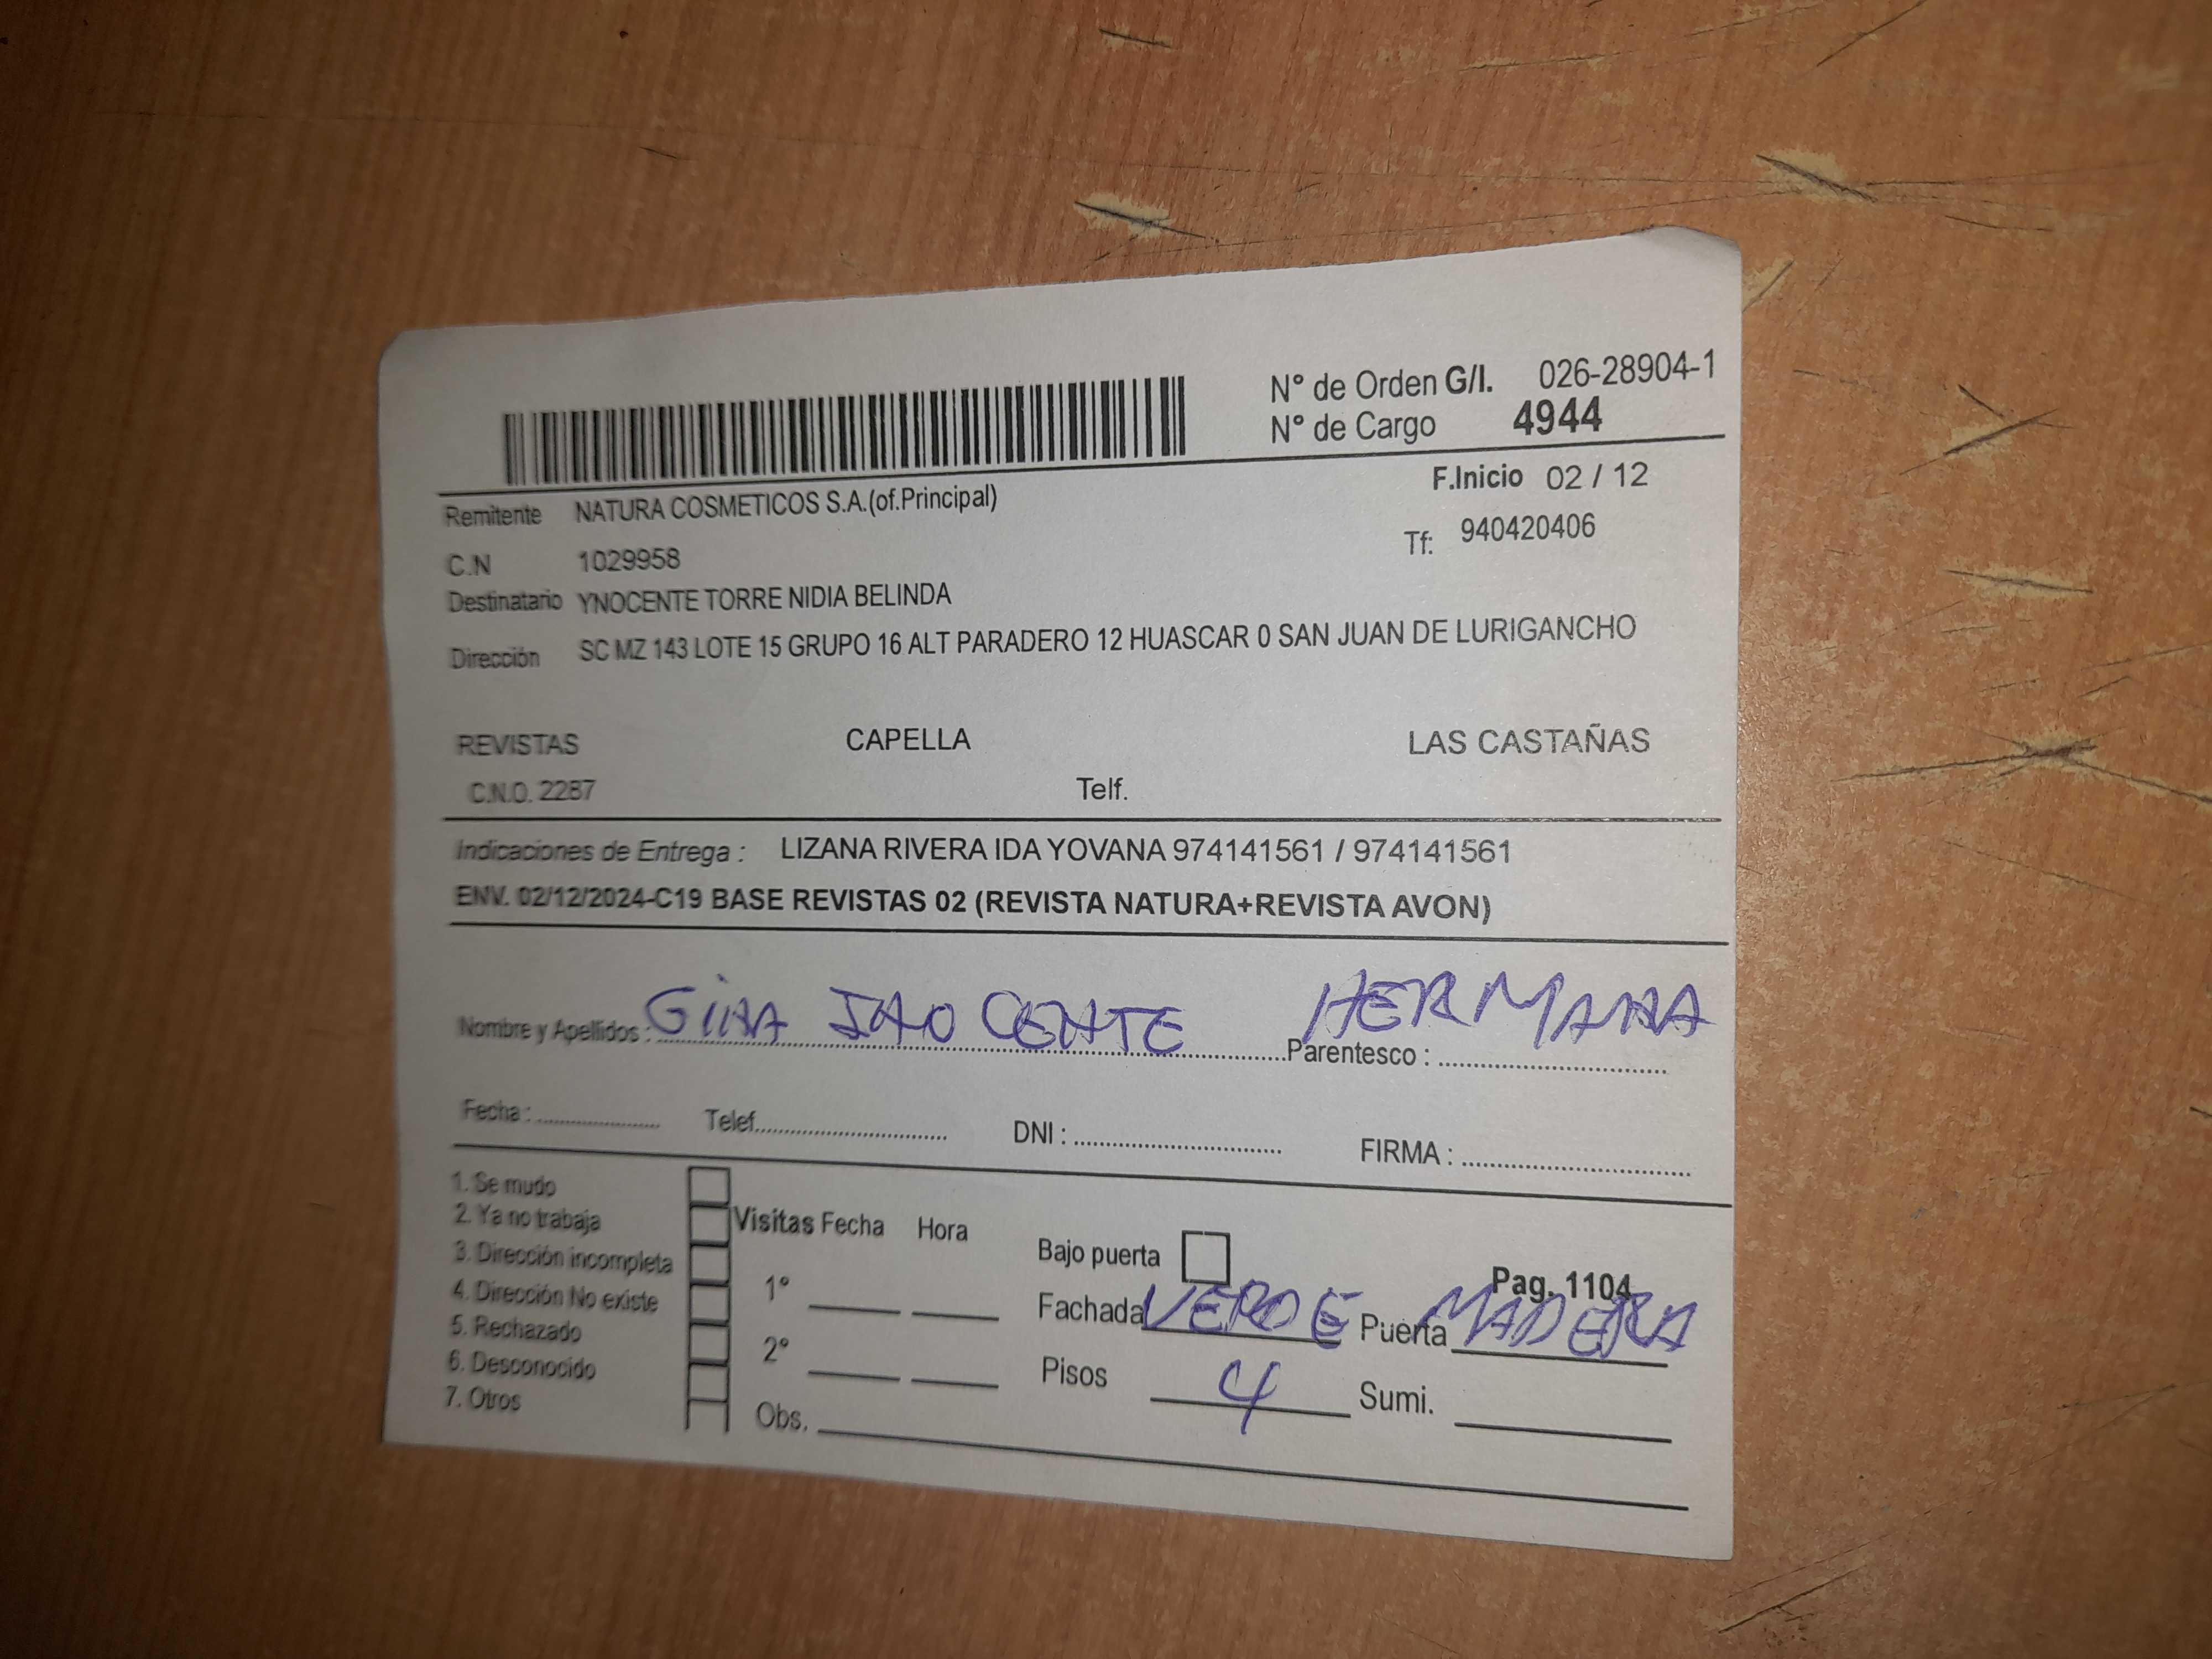 N° de Orden G/I. 026-28904-1
N° de Cargo 4944
F.Inicio 02 / 12
Remitente NATURA COSMETICOS S.A.(of.Principal)
Tf: 940420406
C.N 1029958
Destinatario YNOCENTE TORRE NIDIA BELINDA
Dirección SC MZ 143 LOTE 15 GRUPO 16 ALT PARADERO 12 HUASCAR 0 SAN JUAN DE LURIGANCHO
REVISTAS CAPELLA LAS CASTAÑAS
C.N.O. 2287 Telf.
Indicaciones de Entrega : LIZANA RIVERA IDA YOVANA 974141561 / 974141561
ENV. 02/12/2024-C19 BASE REVISTAS 02 (REVISTA NATURA+REVISTA AVON)
Nombre y Apellidos : GiNA INOCENTE Parentesco : HERMANA
Fecha : Telef. DNI : FIRMA :
1. Se mudo
2. Ya no trabaja
3. Dirección incompleta
4. Dirección No existe
5. Rechazado
6. Desconocido
7. Otros
Visitas Fecha Hora
1°
2°
Obs.
Bajo puerta Pag. 1104
Fachada VERDE Puerta MADERA
Pisos 4 Sumi.